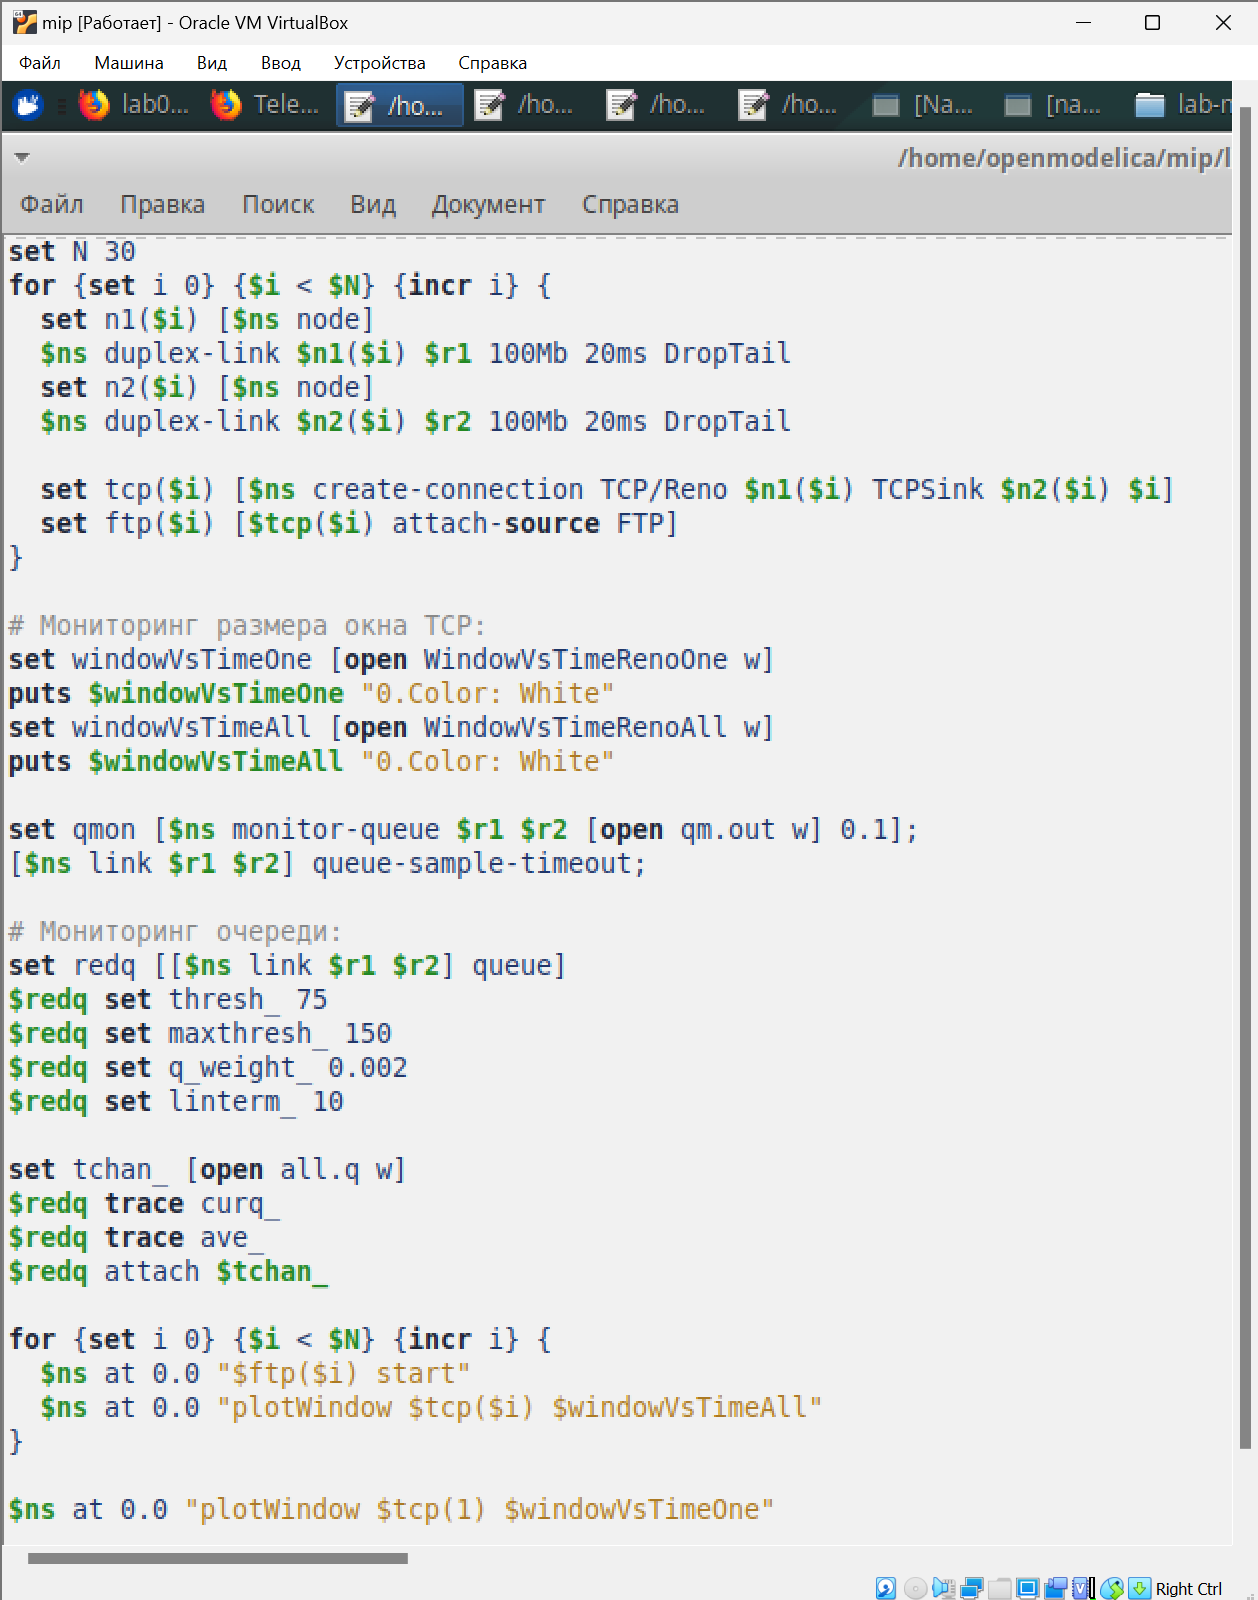 mip [Работает] - Oracle VM VirtualBox
Файл Машина Вид Ввод Устройства Справка
lab0... Tele... /ho... /ho... /ho... /ho... [Na... [na... lab-n
/home/openmodelica/mip/l
Файл Правка Поиск Вид Документ Справка
set N 30
for {set i 0} {$i < $N} {incr i} {
  set n1($i) [$ns node]
  $ns duplex-link $n1($i) $r1 100Mb 20ms DropTail
  set n2($i) [$ns node]
  $ns duplex-link $n2($i) $r2 100Mb 20ms DropTail
  set tcp($i) [$ns create-connection TCP/Reno $n1($i) TCPSink $n2($i) $i]
  set ftp($i) [$tcp($i) attach-source FTP]
}
# Мониторинг размера окна TCP:
set windowVsTimeOne [open WindowVsTimeRenoOne w]
puts $windowVsTimeOne "0.Color: White"
set windowVsTimeAll [open WindowVsTimeRenoAll w]
puts $windowVsTimeAll "0.Color: White"
set qmon [$ns monitor-queue $r1 $r2 [open qm.out w] 0.1];
[$ns link $r1 $r2] queue-sample-timeout;
# Мониторинг очереди:
set redq [[$ns link $r1 $r2] queue]
$redq set thresh_ 75
$redq set maxthresh_ 150
$redq set q_weight_ 0.002
$redq set linterm_ 10
set tchan_ [open all.q w]
$redq trace curq_
$redq trace ave_
$redq attach $tchan_
for {set i 0} {$i < $N} {incr i} {
  $ns at 0.0 "$ftp($i) start"
  $ns at 0.0 "plotWindow $tcp($i) $windowVsTimeAll"
}
$ns at 0.0 "plotWindow $tcp(1) $windowVsTimeOne"
Right Ctrl